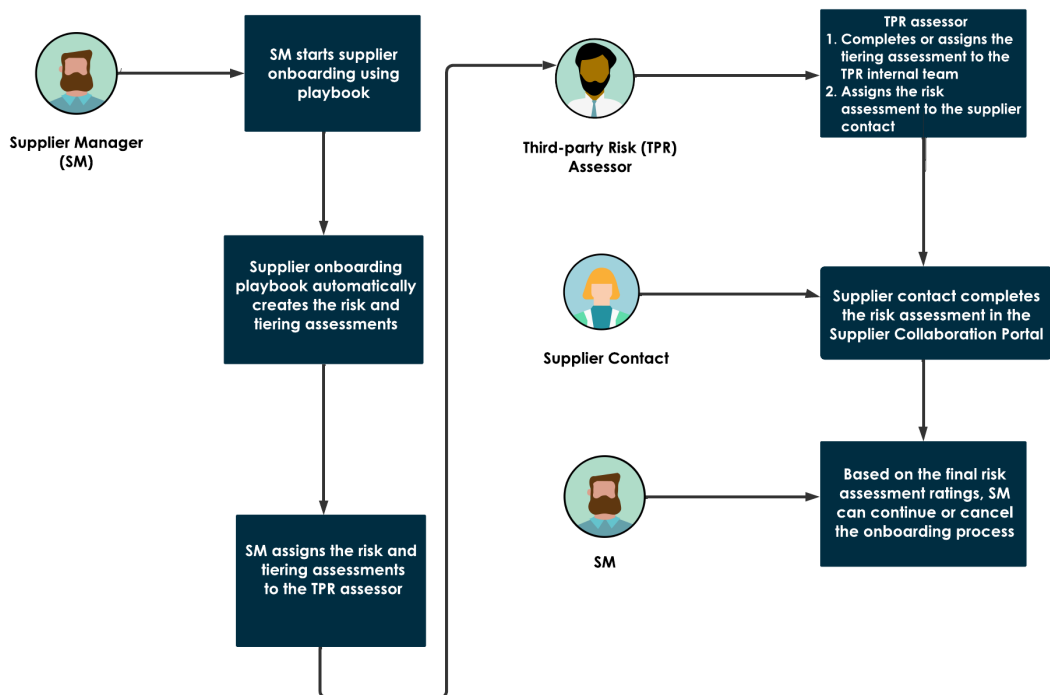 Supplier Manager
(SM)
SM starts supplier
onboarding using
playbook
Supplier onboarding
playbook automatically
creates the risk and
tiering assessments
SM assigns the risk and
tiering assessments
to the TPR assessor
Third-party Risk (TPR)
Assessor
TPR assessor
1. Completes or assigns the
tiering assessment to the
TPR internal team
2. Assigns the risk
assessment to the supplier
contact
Supplier Contact
Supplier contact completes
the risk assessment in the
Supplier Collaboration Portal
SM
Based on the final risk
assessment ratings, SM
can continue or cancel
the onboarding process